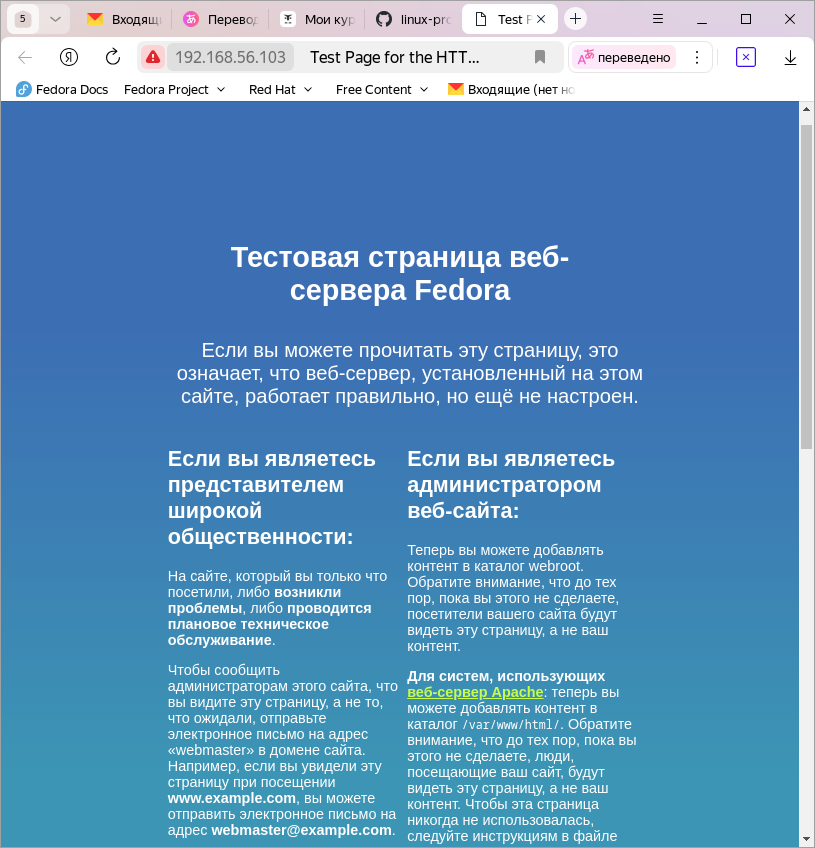 5
Входящ
Перевод
Мои кур
linux-pro
Test P
192.168.56.103
Test Page for the HTT...
переведено
Fedora Docs
Fedora Project
Red Hat
Free Content
Входящие (нет но
Тестовая страница веб-
сервера Fedora
Если вы можете прочитать эту страницу, это
означает, что веб-сервер, установленный на этом
сайте, работает правильно, но ещё не настроен.
Если вы являетесь
представителем
широкой
общественности:
На сайте, который вы только что
посетили, либо возникли
проблемы, либо проводится
плановое техническое
обслуживание.
Чтобы сообщить
администраторам этого сайта, что
вы видите эту страницу, а не то,
что ожидали, отправьте
электронное письмо на адрес
«webmaster» в домене сайта.
Например, если вы увидели эту
страницу при посещении
www.example.com, вы можете
отправить электронное письмо на
адрес webmaster@example.com.
Если вы являетесь
администратором
веб-сайта:
Теперь вы можете добавлять
контент в каталог webroot.
Обратите внимание, что до тех
пор, пока вы этого не сделаете,
посетители вашего сайта будут
видеть эту страницу, а не ваш
контент.
Для систем, использующих
веб-сервер Apache: теперь вы
можете добавлять контент в
каталог /var/www/html/. Обратите
внимание, что до тех пор, пока вы
этого не сделаете, люди,
посещающие ваш сайт, будут
видеть эту страницу, а не ваш
контент. Чтобы эта страница
никогда не использовалась,
следуйте инструкциям в файле